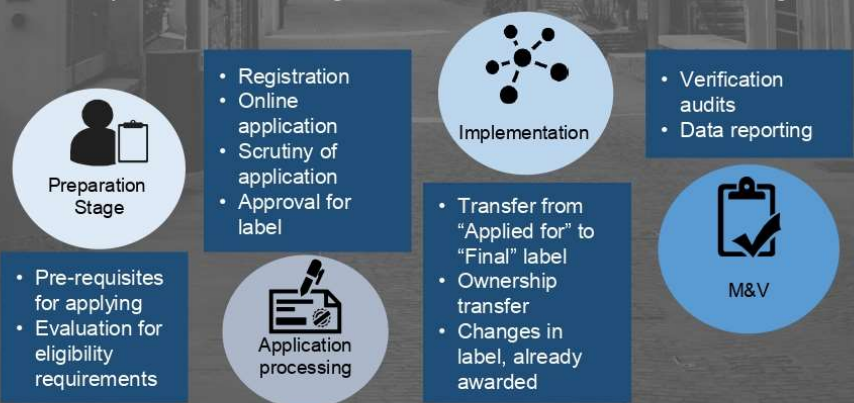 Preparation
Stage
• Pre-requisites
for applying
• Evaluation for
eligibility
requirements
• Registration
• Online
application
• Scrutiny of
application
• Approval for
label
Application
processing
Implementation
• Transfer from
“Applied for” to
“Final” label
• Ownership
transfer
• Changes in
label, already
awarded
• Verification
audits
• Data reporting
M&V